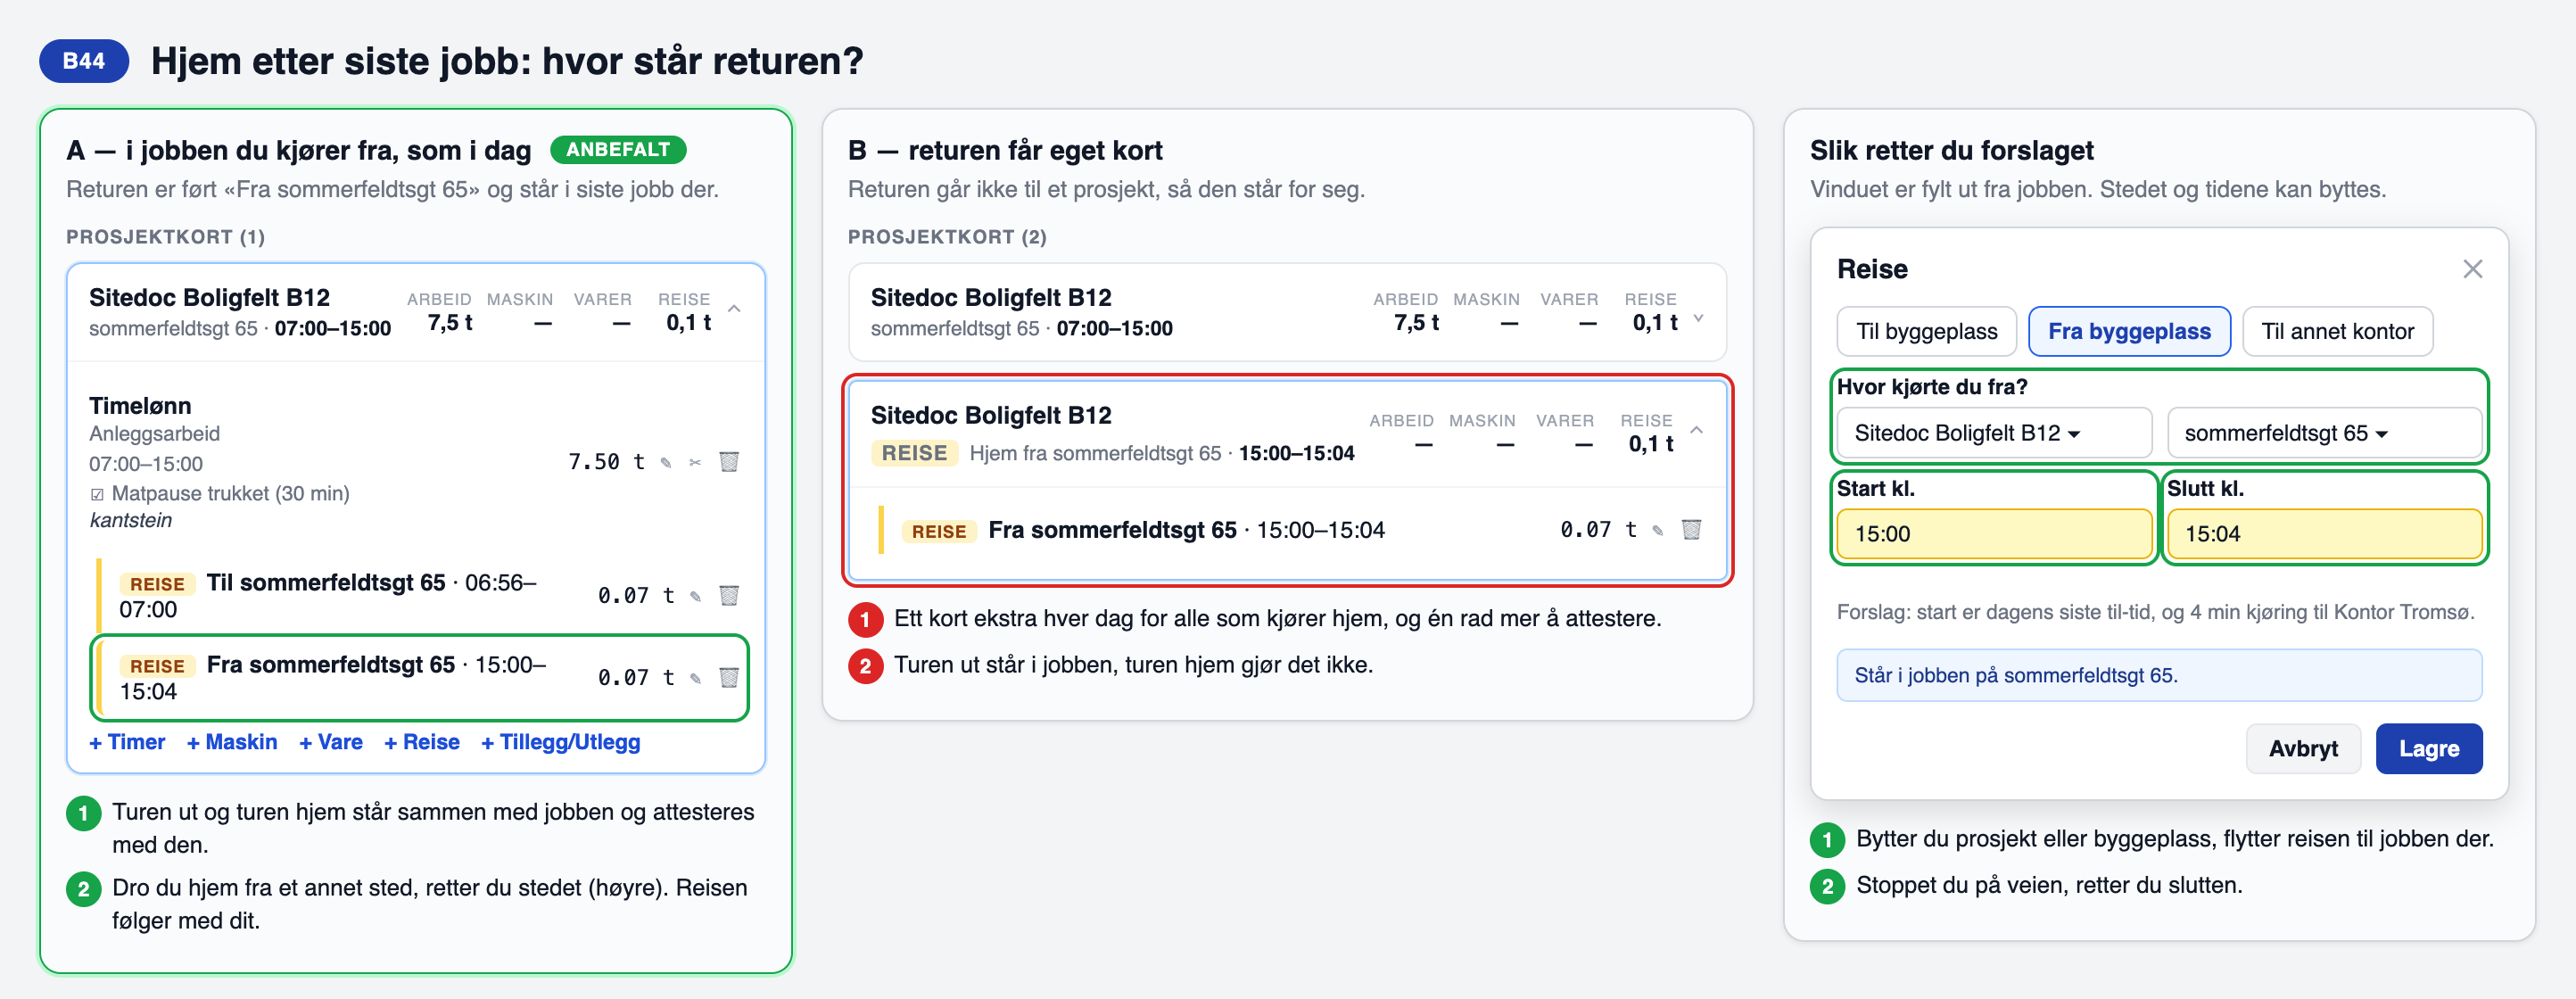 B44 Hjem etter siste jobb: hvor står returen?
A — i jobben du kjører fra, som i dag ANBEFALT
Returen er ført «Fra sommerfeldtsgt 65» og står i siste jobb der.
PROSJEKTKORT (1)
Sitedoc Boligfelt B12
sommerfeldtsgt 65 · 07:00–15:00
ARBEID MASKIN VARER REISE
7,5 t — — 0,1 t
Timelønn
Anleggsarbeid
07:00–15:00
7.50 t
☑ Matpause trukket (30 min)
kantstein
REISE Til sommerfeldtsgt 65 · 06:56–
07:00
0.07 t
REISE Fra sommerfeldtsgt 65 · 15:00–
15:04
0.07 t
+ Timer + Maskin + Vare + Reise + Tillegg/Utlegg
1 Turen ut og turen hjem står sammen med jobben og attesteres
med den.
2 Dro du hjem fra et annet sted, retter du stedet (høyre). Reisen
følger med dit.
B — returen får eget kort
Returen går ikke til et prosjekt, så den står for seg.
PROSJEKTKORT (2)
Sitedoc Boligfelt B12
sommerfeldtsgt 65 · 07:00–15:00
ARBEID MASKIN VARER REISE
7,5 t — — 0,1 t
Sitedoc Boligfelt B12
REISE Hjem fra sommerfeldtsgt 65 · 15:00–15:04
ARBEID MASKIN VARER REISE
— — — 0,1 t
REISE Fra sommerfeldtsgt 65 · 15:00–15:04 0.07 t
1 Ett kort ekstra hver dag for alle som kjører hjem, og én rad mer å attestere.
2 Turen ut står i jobben, turen hjem gjør det ikke.
Slik retter du forslaget
Vinduet er fylt ut fra jobben. Stedet og tidene kan byttes.
Reise
Til byggeplass Fra byggeplass Til annet kontor
Hvor kjørte du fra?
Sitedoc Boligfelt B12 sommerfeldtsgt 65
Start kl. Slutt kl.
15:00 15:04
Forslag: start er dagens siste til-tid, og 4 min kjøring til Kontor Tromsø.
Står i jobben på sommerfeldtsgt 65.
Avbryt Lagre
1 Bytter du prosjekt eller byggeplass, flytter reisen til jobben der.
2 Stoppet du på veien, retter du slutten.